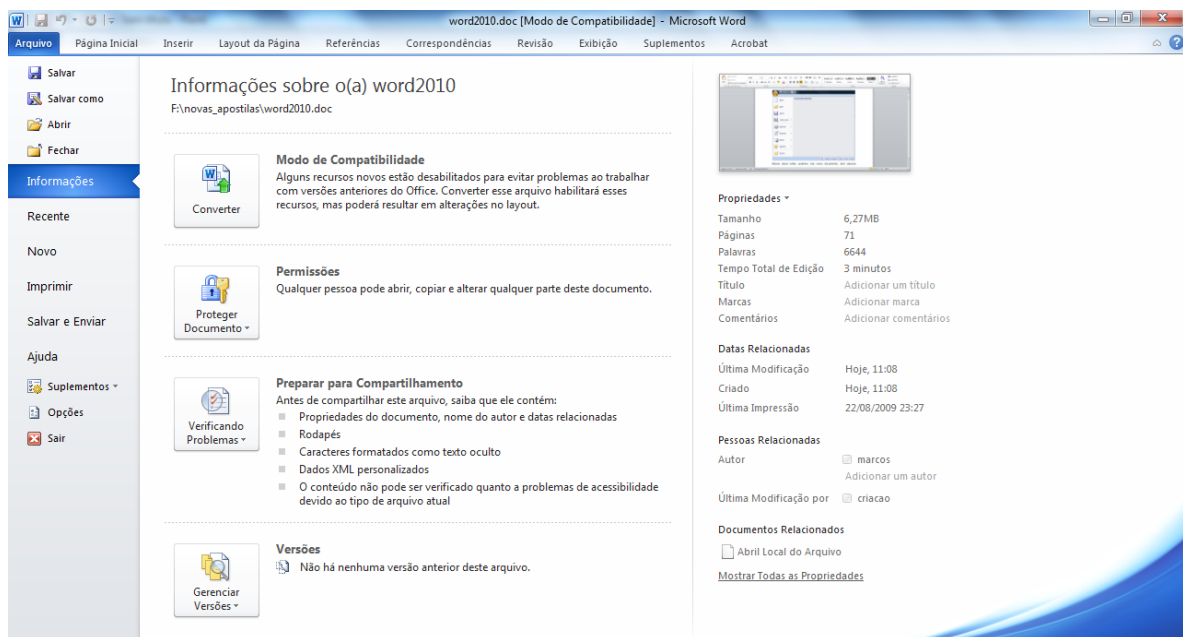 word2010.doc [Modo de Compatibilidade] - Microsoft Word
Arquivo Página Inicial Inserir Layout da Página Referências Correspondências Revisão Exibição Suplementos Acrobat
Salvar
Salvar como
Abrir
Fechar
Informações
Recente
Novo
Imprimir
Salvar e Enviar
Ajuda
Suplementos
Opções
Sair
Informações sobre o(a) word2010
F:\novas_apostilas\word2010.doc
Converter
Modo de Compatibilidade
Alguns recursos novos estão desabilitados para evitar problemas ao trabalhar
com versões anteriores do Office. Converter esse arquivo habilitará esses
recursos, mas poderá resultar em alterações no layout.
Proteger
Documento
Permissões
Qualquer pessoa pode abrir, copiar e alterar qualquer parte deste documento.
Verificando
Problemas
Preparar para Compartilhamento
Antes de compartilhar este arquivo, saiba que ele contém:
Propriedades do documento, nome do autor e datas relacionadas
Rodapés
Caracteres formatados como texto oculto
Dados XML personalizados
O conteúdo não pode ser verificado quanto a problemas de acessibilidade
devido ao tipo de arquivo atual
Gerenciar
Versões
Versões
Não há nenhuma versão anterior deste arquivo.
Propriedades
Tamanho 6,27MB
Páginas 71
Palavras 6644
Tempo Total de Edição 3 minutos
Título Adicionar um título
Marcas Adicionar marca
Comentários Adicionar comentários
Datas Relacionadas
Última Modificação Hoje, 11:08
Criado Hoje, 11:08
Última Impressão 22/08/2009 23:27
Pessoas Relacionadas
Autor marcos
Adicionar um autor
Última Modificação por criacao
Documentos Relacionados
Abril Local do Arquivo
Mostrar Todas as Propriedades